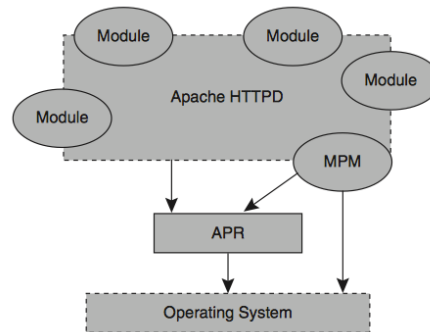 Module
Module
Module
Apache HTTPD
Module
MPM
APR
Operating System